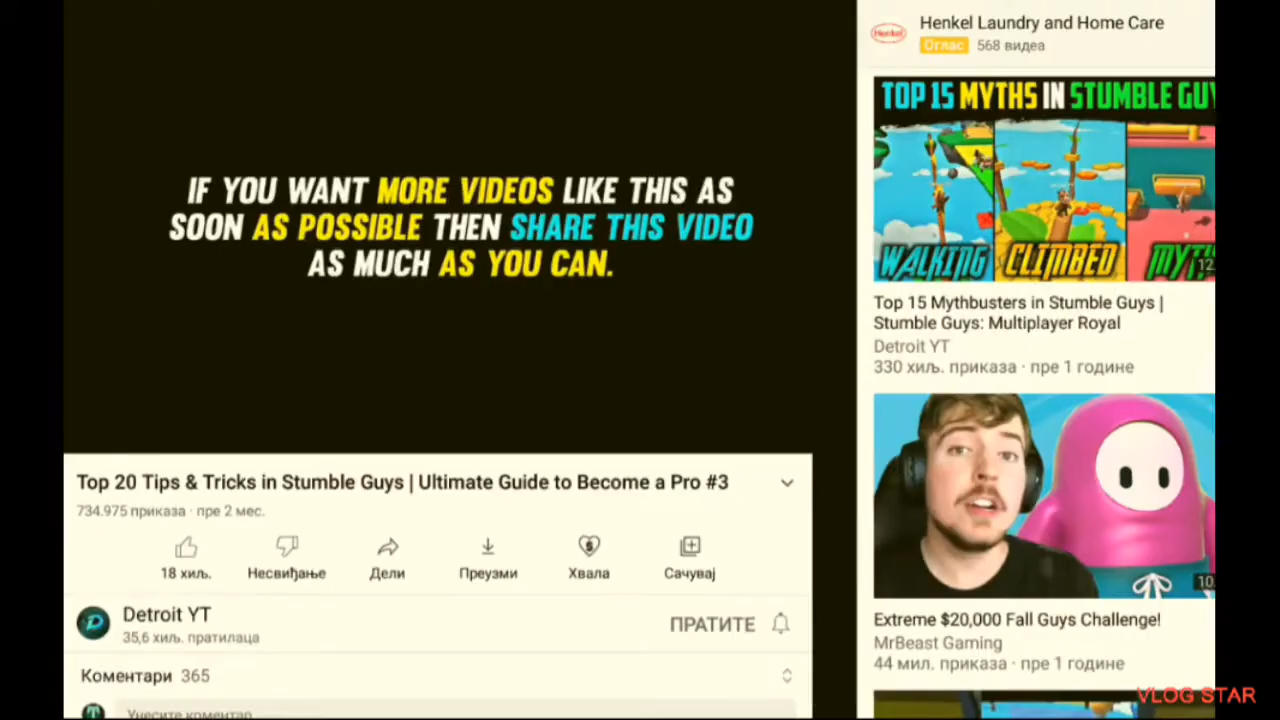 IF YOU WANT MORE VIDEOS LIKE THIS AS
SOON AS POSSIBLE THEN SHARE THIS VIDEO
AS MUCH AS YOU CAN.
Top 20 Tips & Tricks in Stumble Guys | Ultimate Guide to Become a Pro #3
734.975 приказа · пре 2 мес.
18 хиљ.
Несвиђање
Дели
Преузми
Хвала
Сачувај
Detroit YT
35,6 хиљ. пратилаца
ПРАТИТЕ
Коментари 365
Унесите коментар
Henkel
Henkel Laundry and Home Care
Оглас 568 видеа
TOP 15 MYTHS IN STUMBLE GUY
WALKING
CLIMBED
MYT
12
Top 15 Mythbusters in Stumble Guys |
Stumble Guys: Multiplayer Royal
Detroit YT
330 хиљ. приказа · пре 1 године
10
Extreme $20,000 Fall Guys Challenge!
MrBeast Gaming
44 мил. приказа · пре 1 године
VLOG STAR